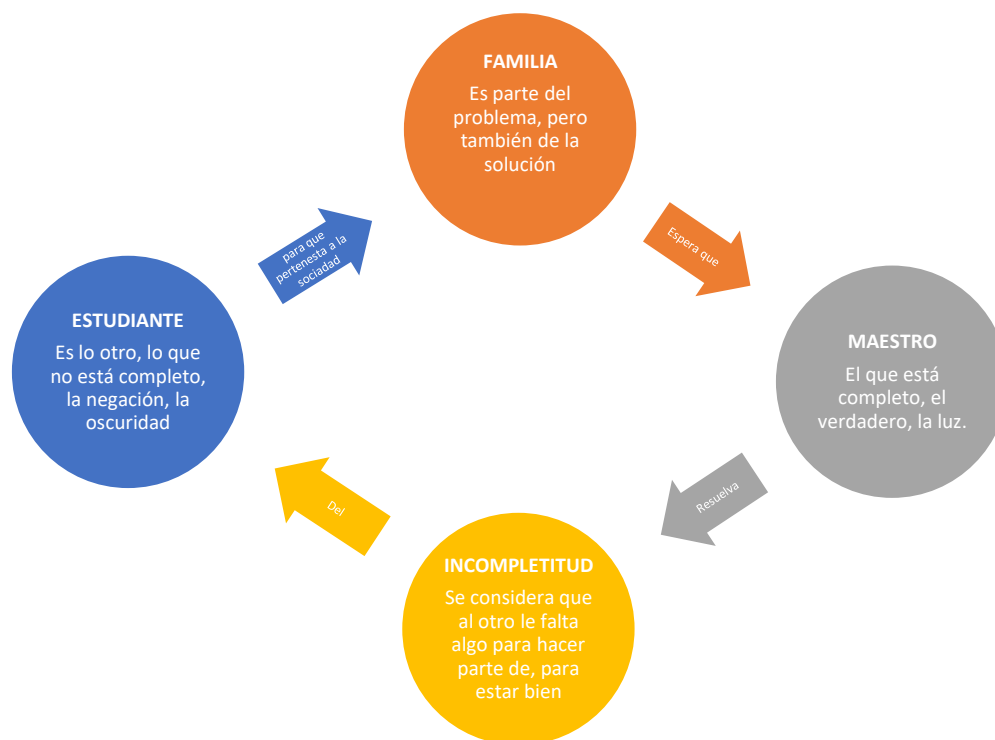 FAMILIA
Es parte del
problema, pero
también de la
solución
Espera que
MAESTRO
El que está
completo, el
verdadero, la luz.
Resuelva
INCOMPLETITUD
Se considera que
al otro le falta
algo para hacer
parte de, para
estar bien
Del
ESTUDIANTE
Es lo otro, lo que
no está completo,
la negación, la
oscuridad
para que
pertenesta a la
sociadad